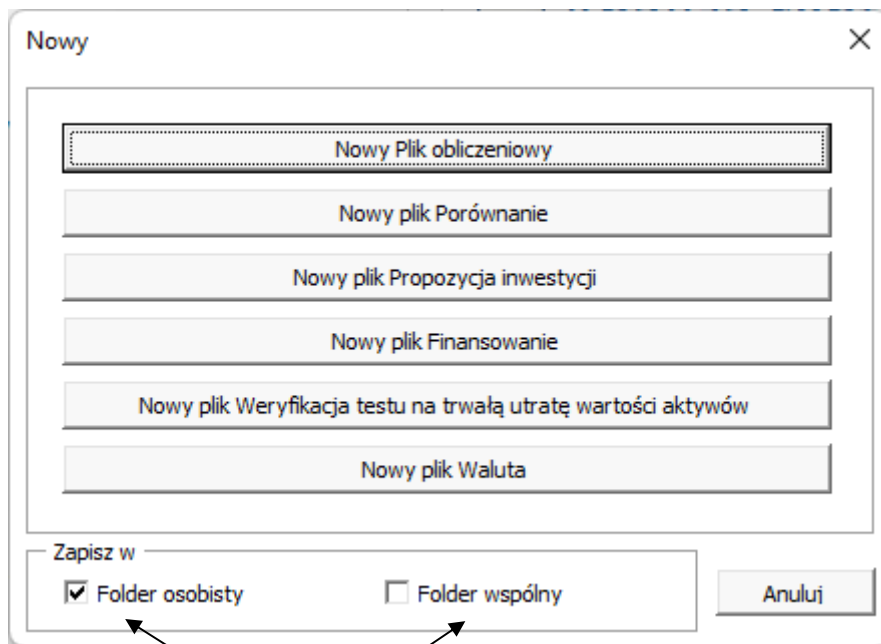 Nowy
Nowy Plik obliczeniowy
Nowy plik Porównanie
Nowy plik Propozycja inwestycji
Nowy plik Finansowanie
Nowy plik Weryfikacja testu na trwałą utratę wartości aktywów
Nowy plik Waluta
Zapisz w
Folder osobisty Folder wspólny Anuluj